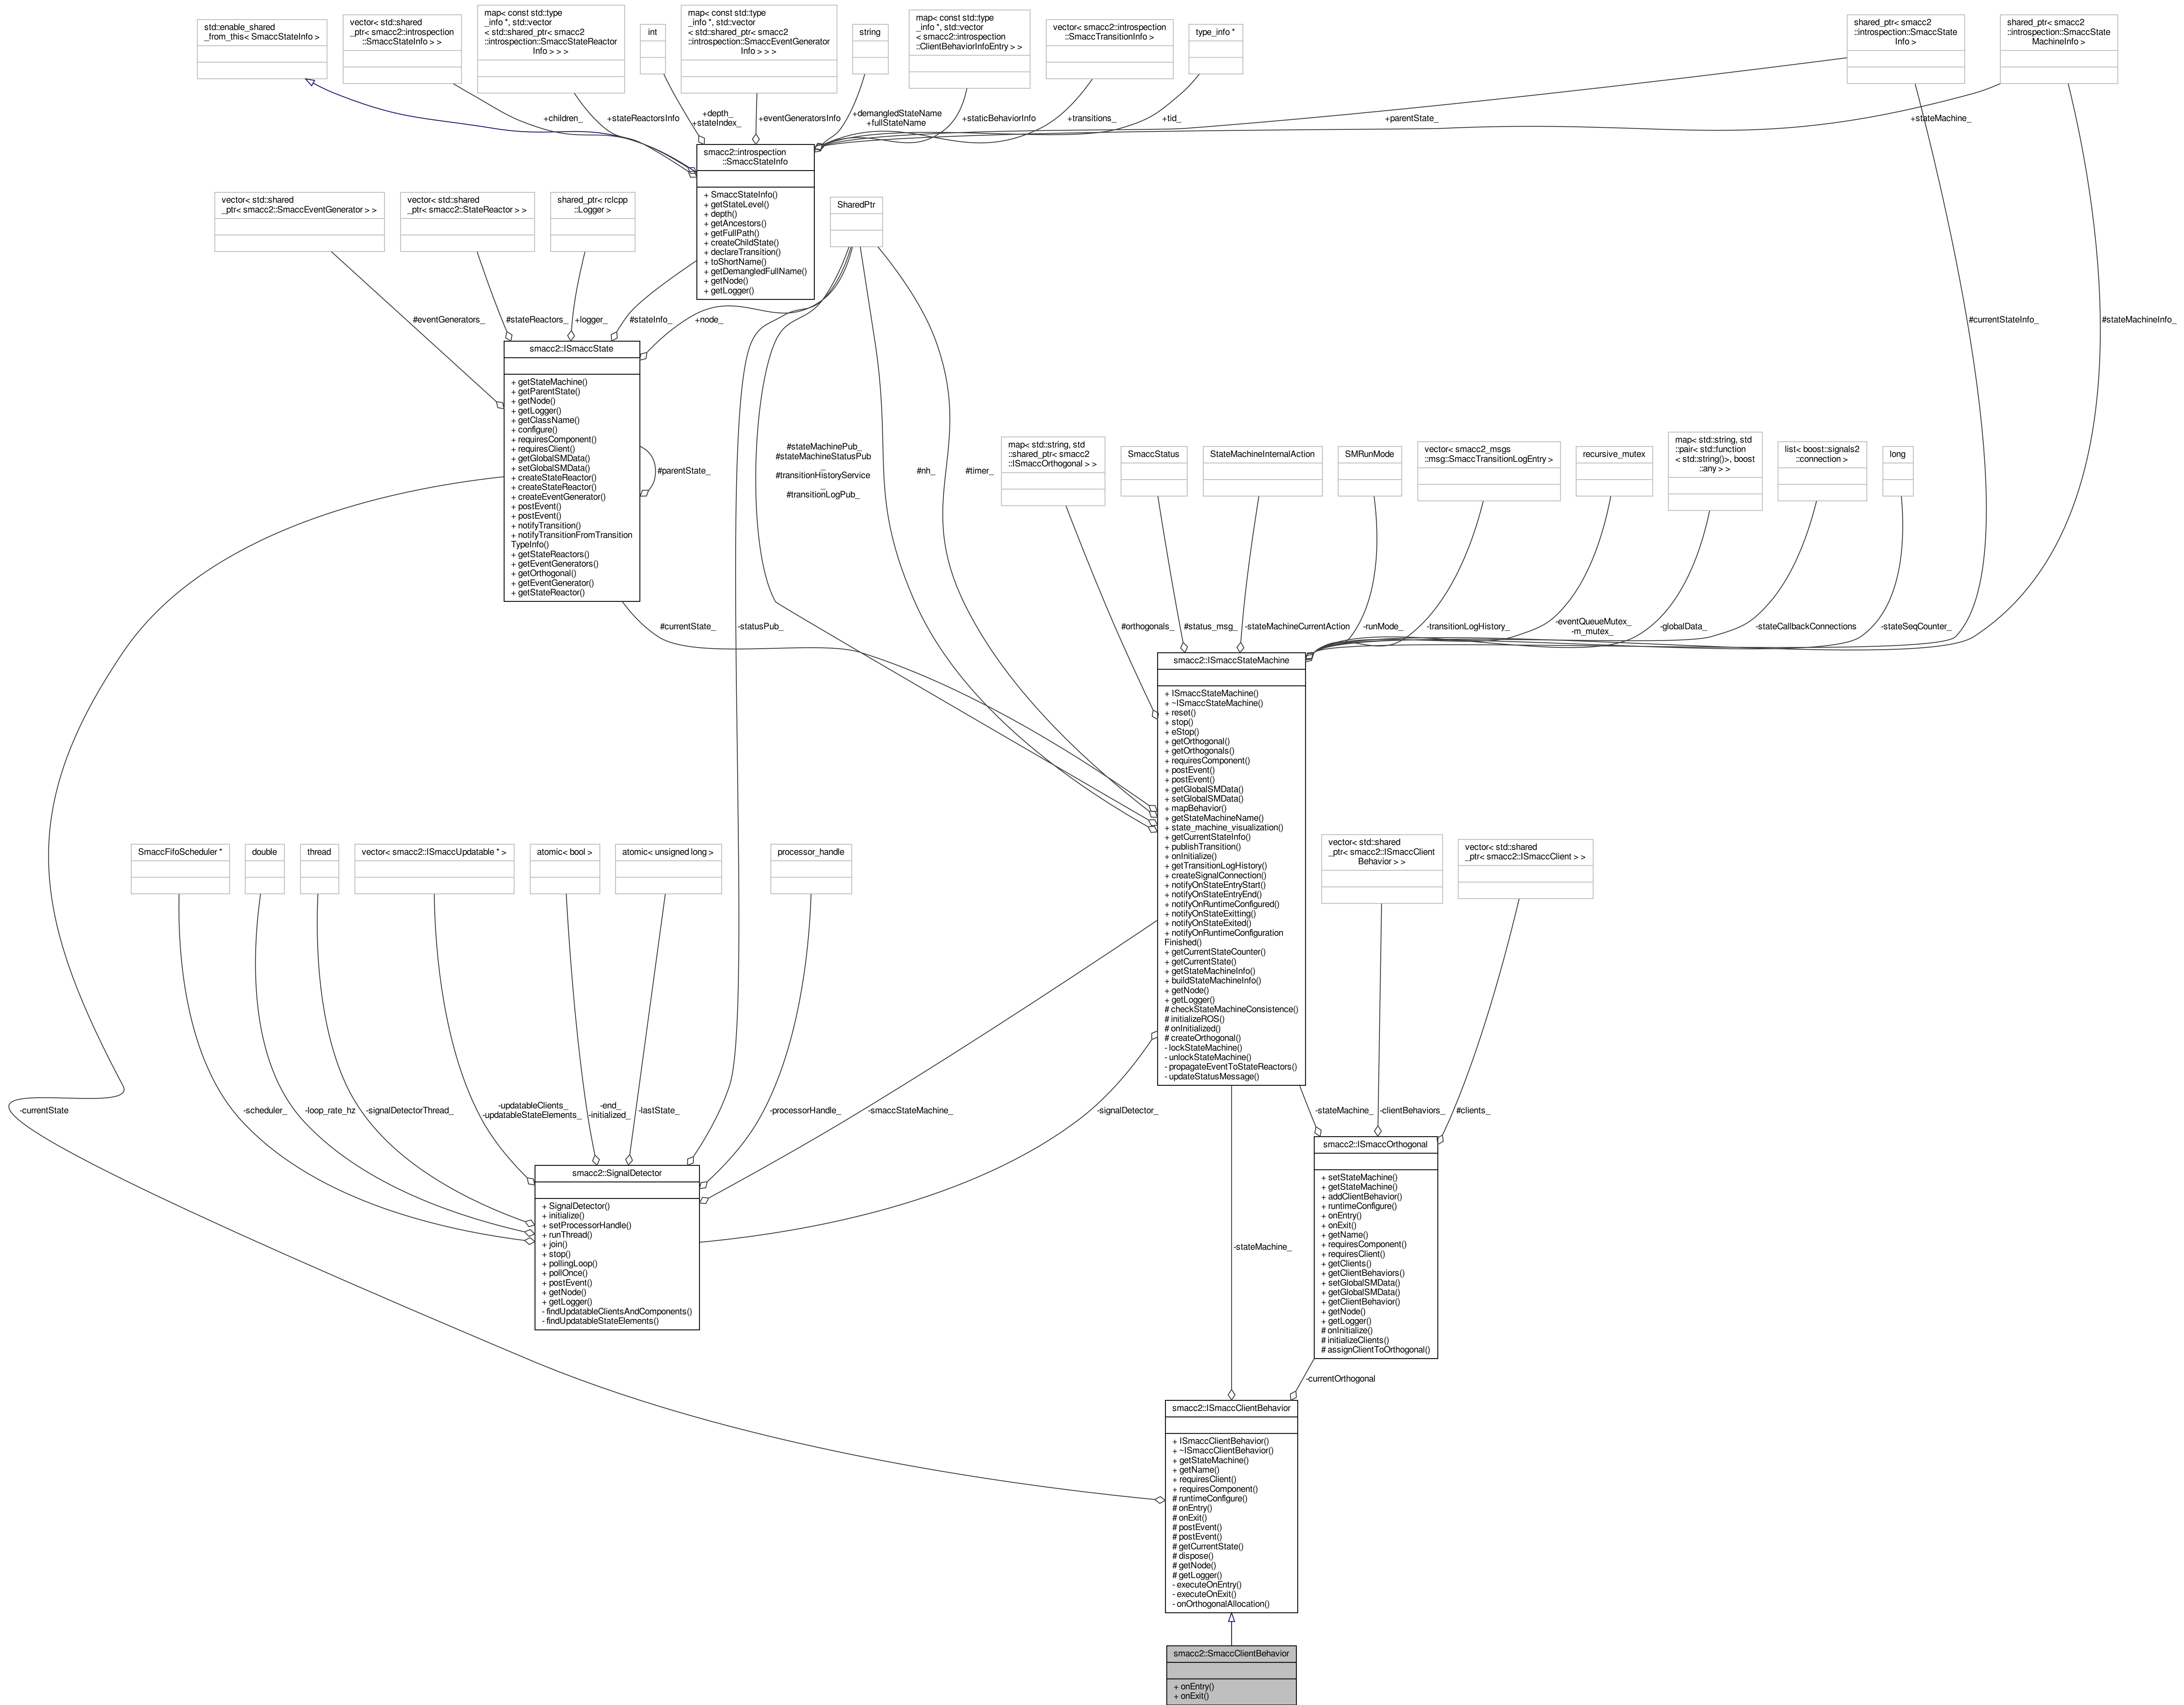 std::enable_shared
_from_this< SmaccStateInfo >
vector< std::shared
_ptr< smacc2::introspection
::SmaccStateInfo > >
map< const std::type
_info *, std::vector
< std::shared_ptr< smacc2
::introspection::SmaccStateReactor
Info > > >
int
map< const std::type
_info *, std::vector
< std::shared_ptr< smacc2
::introspection::SmaccEventGenerator
Info > > >
string
map< const std::type
_info *, std::vector
< smacc2::introspection
::ClientBehaviorInfoEntry > >
vector< smacc2::introspection
::SmaccTransitionInfo >
type_info *
shared_ptr< smacc2
::introspection::SmaccState
Info >
shared_ptr< smacc2
::introspection::SmaccState
MachineInfo >
+children_
+stateReactorsInfo
+depth_
+stateIndex_
+eventGeneratorsInfo
+demangledStateName
+fullStateName
+staticBehaviorInfo
+transitions_
+tid_
+parentState_
+stateMachine_
smacc2::introspection
::SmaccStateInfo
+ SmaccStateInfo()
+ getStateLevel()
+ depth()
+ getAncestors()
+ getFullPath()
+ createChildState()
+ declareTransition()
+ toShortName()
+ getDemangledFullName()
+ getNode()
+ getLogger()
vector< std::shared
_ptr< smacc2::SmaccEventGenerator > >
vector< std::shared
_ptr< smacc2::StateReactor > >
shared_ptr< rclcpp
::Logger >
SharedPtr
#eventGenerators_
#stateReactors_
+logger_
#stateInfo_
+node_
#currentStateInfo_
#stateMachineInfo_
smacc2::ISmaccState
+ getStateMachine()
+ getParentState()
+ getNode()
+ getLogger()
+ getClassName()
+ configure()
+ requiresComponent()
+ requiresClient()
+ getGlobalSMData()
+ setGlobalSMData()
+ createStateReactor()
+ createStateReactor()
+ createEventGenerator()
+ postEvent()
+ postEvent()
+ notifyTransition()
+ notifyTransitionFromTransition
TypeInfo()
+ getStateReactors()
+ getEventGenerators()
+ getOrthogonal()
+ getEventGenerator()
+ getStateReactor()
#parentState_
#stateMachinePub_
#stateMachineStatusPub
_
#transitionHistoryService
_
#transitionLogPub_
#nh_
#timer_
map< std::string, std
::shared_ptr< smacc2
::ISmaccOrthogonal > >
SmaccStatus
StateMachineInternalAction
SMRunMode
vector< smacc2_msgs
::msg::SmaccTransitionLogEntry >
recursive_mutex
map< std::string, std
::pair< std::function
< std::string()>, boost
::any > >
list< boost::signals2
::connection >
long
#currentState_
-statusPub_
#orthogonals_
#status_msg_
-stateMachineCurrentAction
-runMode_
-transitionLogHistory_
-eventQueueMutex_
-m_mutex_
-globalData_
-stateCallbackConnections
-stateSeqCounter_
smacc2::ISmaccStateMachine
+ ISmaccStateMachine()
+ ~ISmaccStateMachine()
+ reset()
+ stop()
+ eStop()
+ getOrthogonal()
+ getOrthogonals()
+ requiresComponent()
+ postEvent()
+ postEvent()
+ getGlobalSMData()
+ setGlobalSMData()
+ mapBehavior()
+ getStateMachineName()
+ state_machine_visualization()
+ getCurrentStateInfo()
+ publishTransition()
+ onInitialize()
+ getTransitionLogHistory()
+ createSignalConnection()
+ notifyOnStateEntryStart()
+ notifyOnStateEntryEnd()
+ notifyOnRuntimeConfigured()
+ notifyOnStateExitting()
+ notifyOnStateExited()
+ notifyOnRuntimeConfiguration
Finished()
+ getCurrentStateCounter()
+ getCurrentState()
+ getStateMachineInfo()
+ buildStateMachineInfo()
+ getNode()
+ getLogger()
# checkStateMachineConsistence()
# initializeROS()
# onInitialized()
# createOrthogonal()
- lockStateMachine()
- unlockStateMachine()
- propagateEventToStateReactors()
- updateStatusMessage()
SmaccFifoScheduler *
double
thread
vector< smacc2::ISmaccUpdatable * >
atomic< bool >
atomic< unsigned long >
processor_handle
vector< std::shared
_ptr< smacc2::ISmaccClient
Behavior > >
vector< std::shared
_ptr< smacc2::ISmaccClient > >
-currentState
-scheduler_
-loop_rate_hz
-signalDetectorThread_
-updatableClients_
-updatableStateElements_
-end_
-initialized_
-lastState_
-processorHandle_
-smaccStateMachine_
-signalDetector_
-stateMachine_
-clientBehaviors_
#clients_
smacc2::SignalDetector
+ SignalDetector()
+ initialize()
+ setProcessorHandle()
+ runThread()
+ join()
+ stop()
+ pollingLoop()
+ pollOnce()
+ postEvent()
+ getNode()
+ getLogger()
- findUpdatableClientsAndComponents()
- findUpdatableStateElements()
smacc2::ISmaccOrthogonal
+ setStateMachine()
+ getStateMachine()
+ addClientBehavior()
+ runtimeConfigure()
+ onEntry()
+ onExit()
+ getName()
+ requiresComponent()
+ requiresClient()
+ getClients()
+ getClientBehaviors()
+ setGlobalSMData()
+ getGlobalSMData()
+ getClientBehavior()
+ getNode()
+ getLogger()
# onInitialize()
# initializeClients()
# assignClientToOrthogonal()
-stateMachine_
-currentOrthogonal
smacc2::ISmaccClientBehavior
+ ISmaccClientBehavior()
+ ~ISmaccClientBehavior()
+ getStateMachine()
+ getName()
+ requiresClient()
+ requiresComponent()
# runtimeConfigure()
# onEntry()
# onExit()
# postEvent()
# postEvent()
# getCurrentState()
# dispose()
# getNode()
# getLogger()
- executeOnEntry()
- executeOnExit()
- onOrthogonalAllocation()
smacc2::SmaccClientBehavior
+ onEntry()
+ onExit()